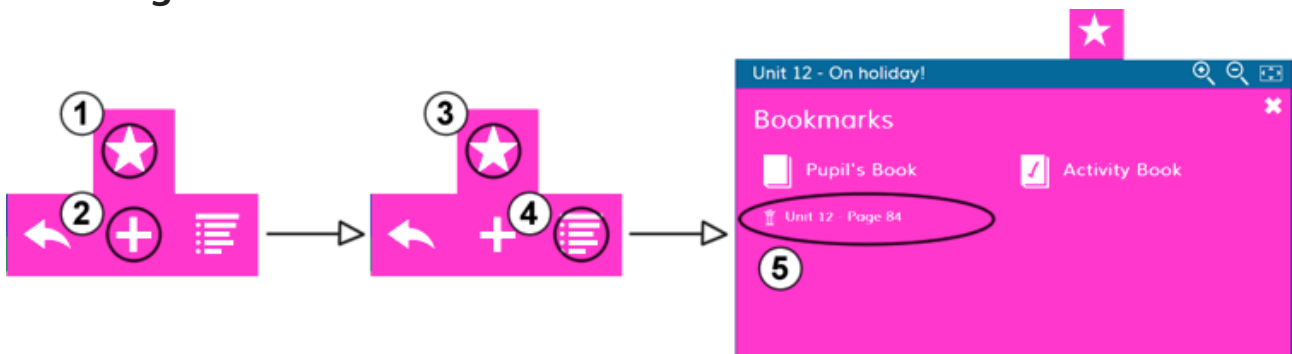 1
3
Unit 12 - On holiday!
Bookmarks
Pupil's Book
Activity Book
2
4
Unit 12 - Page 84
5